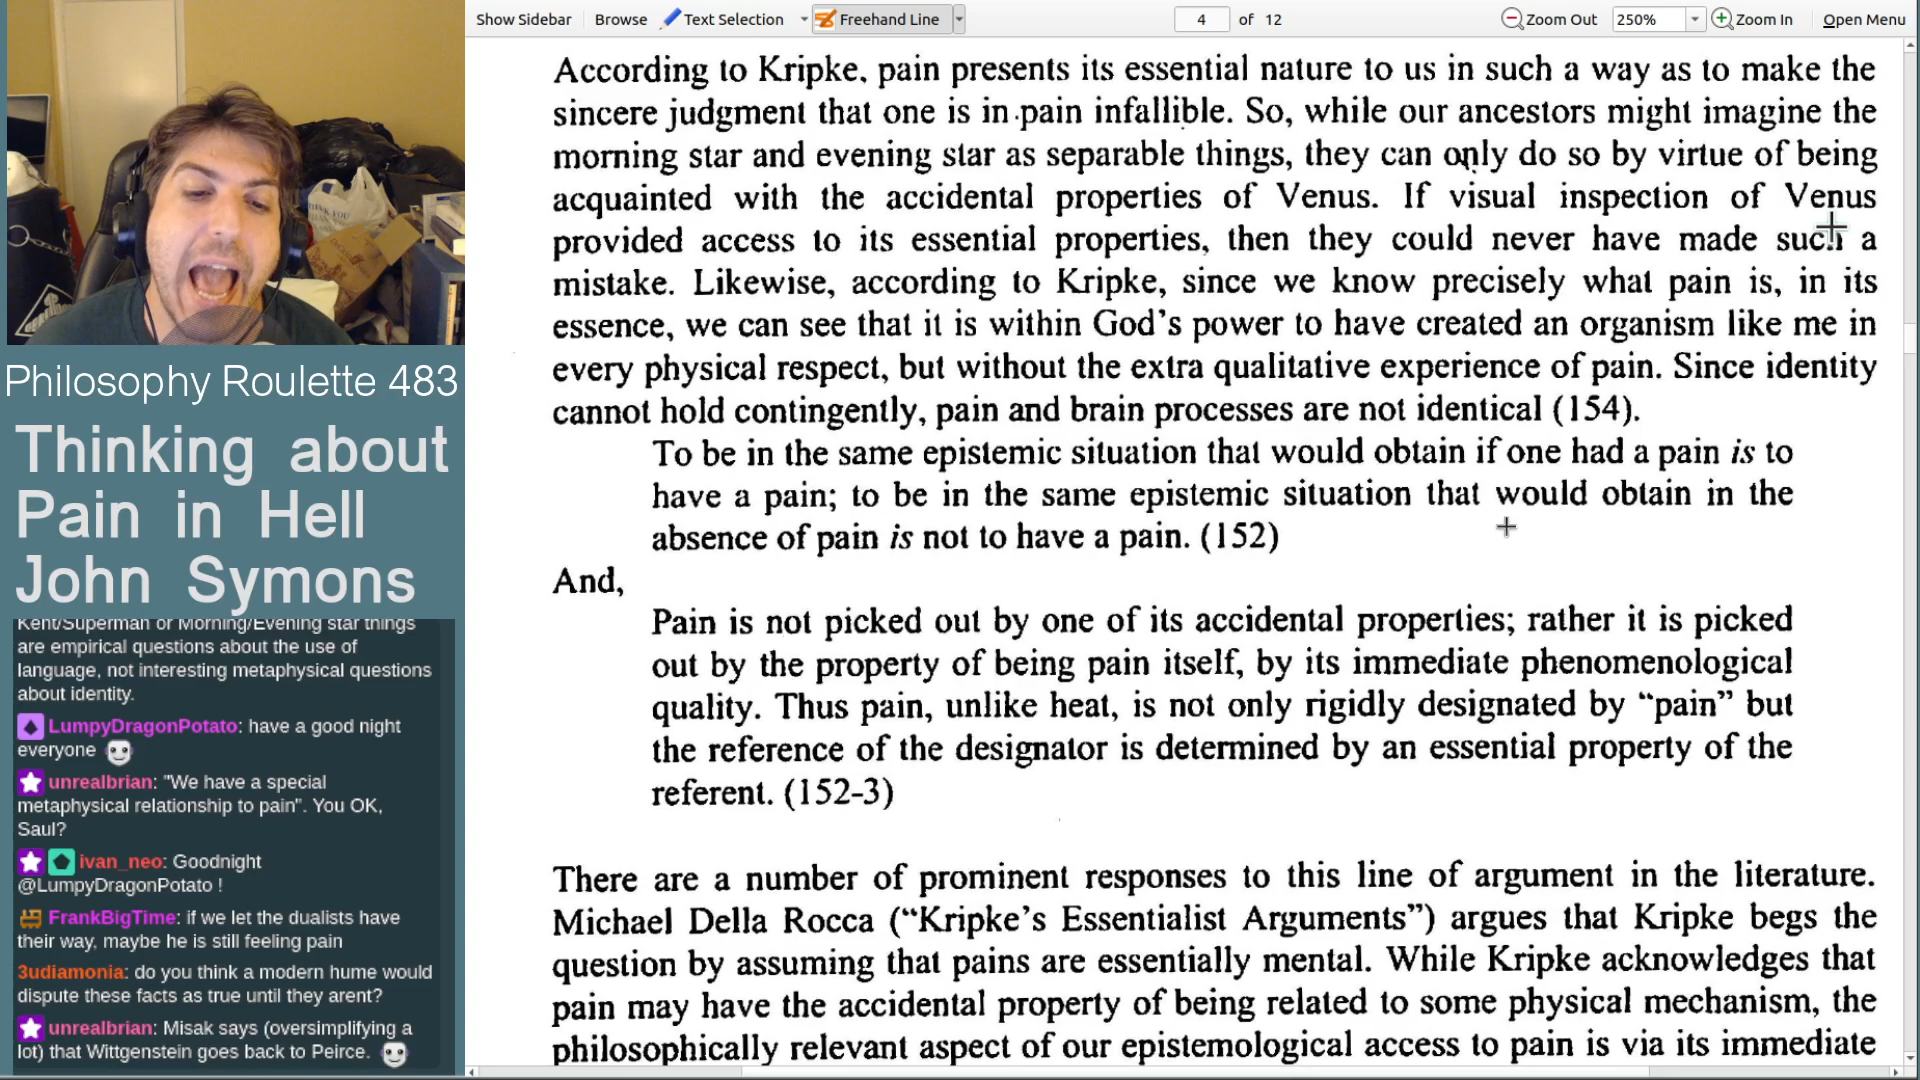 Show Sidebar Browse Text Selection Freehand Line 4 of 12 Zoom Out 250% Zoom In Open Menu
According to Kripke, pain presents its essential nature to us in such a way as to make the
sincere judgment that one is in pain infallible. So, while our ancestors might imagine the
morning star and evening star as separable things, they can only do so by virtue of being
acquainted with the accidental properties of Venus. If visual inspection of Venus
provided access to its essential properties, then they could never have made such a
mistake. Likewise, according to Kripke, since we know precisely what pain is, in its
essence, we can see that it is within God's power to have created an organism like me in
every physical respect, but without the extra qualitative experience of pain. Since identity
cannot hold contingently, pain and brain processes are not identical (154).
To be in the same epistemic situation that would obtain if one had a pain is to
have a pain; to be in the same epistemic situation that would obtain in the
absence of pain is not to have a pain. (152)
And,
Pain is not picked out by one of its accidental properties; rather it is picked
out by the property of being pain itself, by its immediate phenomenological
quality. Thus pain, unlike heat, is not only rigidly designated by “pain” but
the reference of the designator is determined by an essential property of the
referent. (152-3)
There are a number of prominent responses to this line of argument in the literature.
Michael Della Rocca (“Kripke's Essentialist Arguments”) argues that Kripke begs the
question by assuming that pains are essentially mental. While Kripke acknowledges that
pain may have the accidental property of being related to some physical mechanism, the
philosophically relevant aspect of our epistemological access to pain is via its immediate
Philosophy Roulette 483
Thinking about
Pain in Hell
John Symons
Kent/Superman or Morning/Evening star things
are empirical questions about the use of
language, not interesting metaphysical questions
about identity.
LumpyDragonPotato: have a good night
everyone
unrealbrian: "We have a special
metaphysical relationship to pain". You OK,
Saul?
ivan_neo: Goodnight
@LumpyDragonPotato !
FrankBigTime: if we let the dualists have
their way, maybe he is still feeling pain
3udiamonia: do you think a modern hume would
dispute these facts as true until they arent?
unrealbrian: Misak says (oversimplifying a
lot) that Wittgenstein goes back to Peirce.